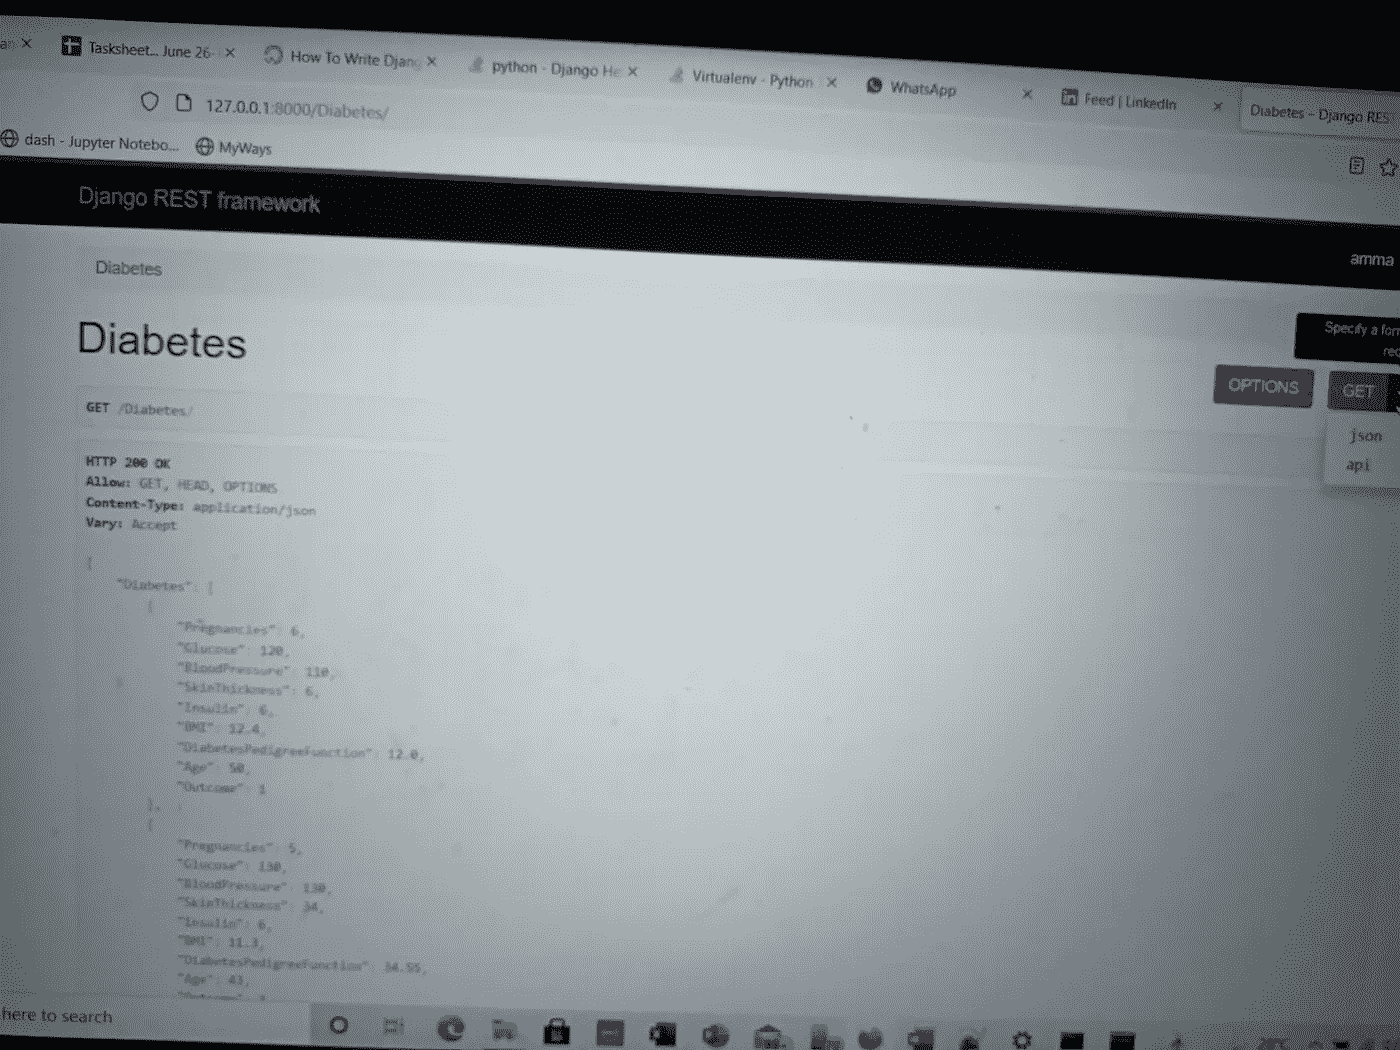 Tasksheet... June 26-
How To Write Djang
python - Django He
Virtualenv - Python
WhatsApp
Feed | LinkedIn
Diabetes – Django REST
127.0.0.1:8000/Diabetes/
dash - Jupyter Notebo...
MyWays
Django REST framework
amma
Diabetes
Diabetes
Specify a for
rec
OPTIONS
GET
json
api
GET /Diabetes/
HTTP 200 OK
Allow: GET, HEAD, OPTIONS
Content-Type: application/json
Vary: Accept
{
"Diabetes": [
{
"Pregnancies": 6,
"Glucose": 120,
"BloodPressure": 110,
"SkinThickness": 6,
"Insulin": 6,
"BMI": 12.4,
"DiabetesPedigreeFunction": 12.0,
"Age": 50,
"Outcome": 1
},
{
"Pregnancies": 5,
"Glucose": 130,
"BloodPressure": 130,
"SkinThickness": 34,
"Insulin": 6,
"BMI": 11.3,
"DiabetesPedigreeFunction": 34.55,
"Age": 43,
here to search